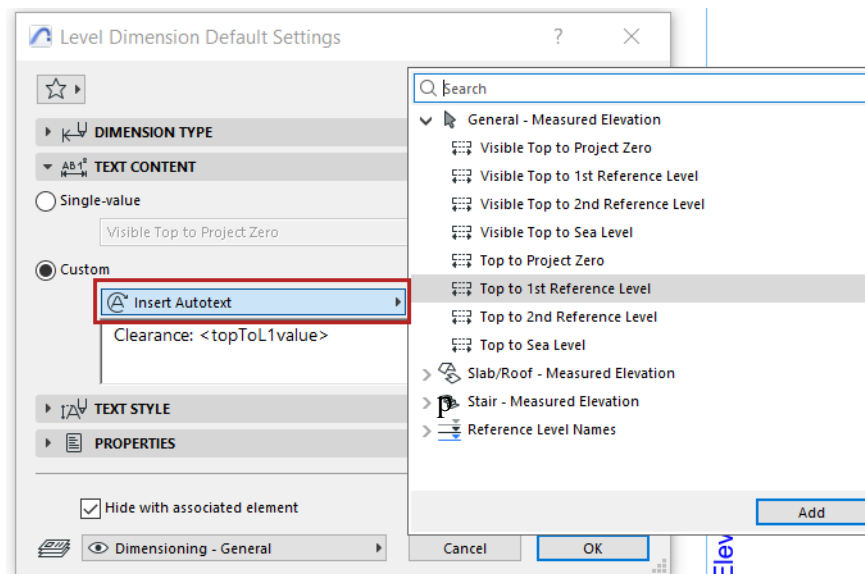 Level Dimension Default Settings
?
Search
General - Measured Elevation
DIMENSION TYPE
Visible Top to Project Zero
AB1²
TEXT CONTENT
Visible Top to 1st Reference Level
Single-value
Visible Top to 2nd Reference Level
Visible Top to Project Zero
Visible Top to Sea Level
Custom
Top to Project Zero
Insert Autotext
Top to 1st Reference Level
Clearance: <topToL1value>
Top to 2nd Reference Level
Top to Sea Level
Slab/Roof - Measured Elevation
TEXT STYLE
p
Stair - Measured Elevation
PROPERTIES
Reference Level Names
Hide with associated element
Add
Dimensioning - General
Cancel
OK
Elev